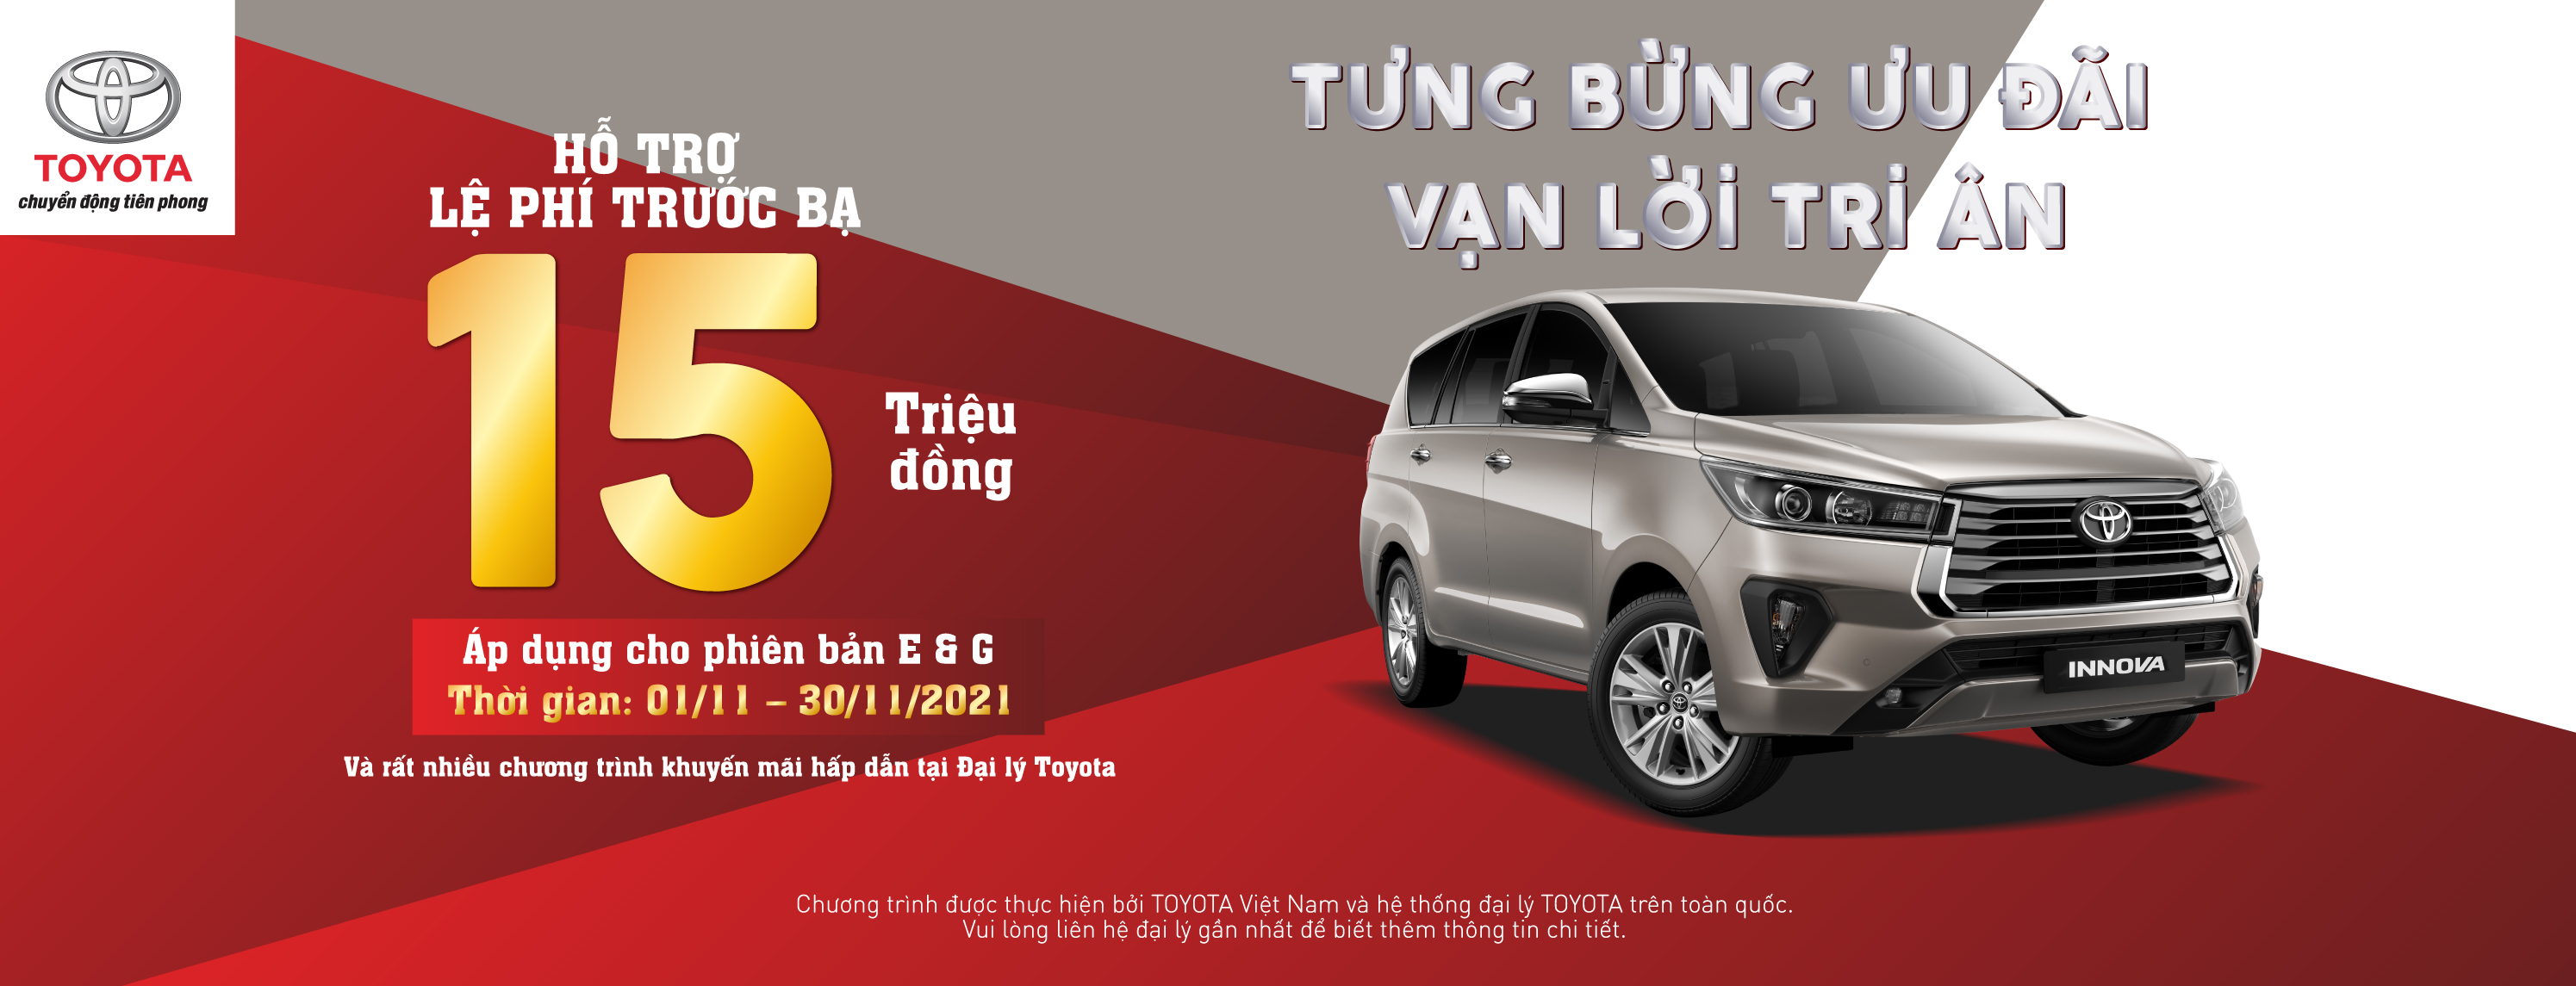 TOYOTA
chuyển động tiên phong
HỖ TRỢ
LỆ PHÍ TRƯỚC BẠ
15
Triệu
đồng
Áp dụng cho phiên bản E & G
Thời gian: 01/11 – 30/11/2021
Và rất nhiều chương trình khuyến mãi hấp dẫn tại Đại lý Toyota
TƯNG BỪNG ƯU ĐÃI
VẠN LỜI TRI ÂN
INNOVA
Chương trình được thực hiện bởi TOYOTA Việt Nam và hệ thống đại lý TOYOTA trên toàn quốc.
Vui lòng liên hệ đại lý gần nhất để biết thêm thông tin chi tiết.